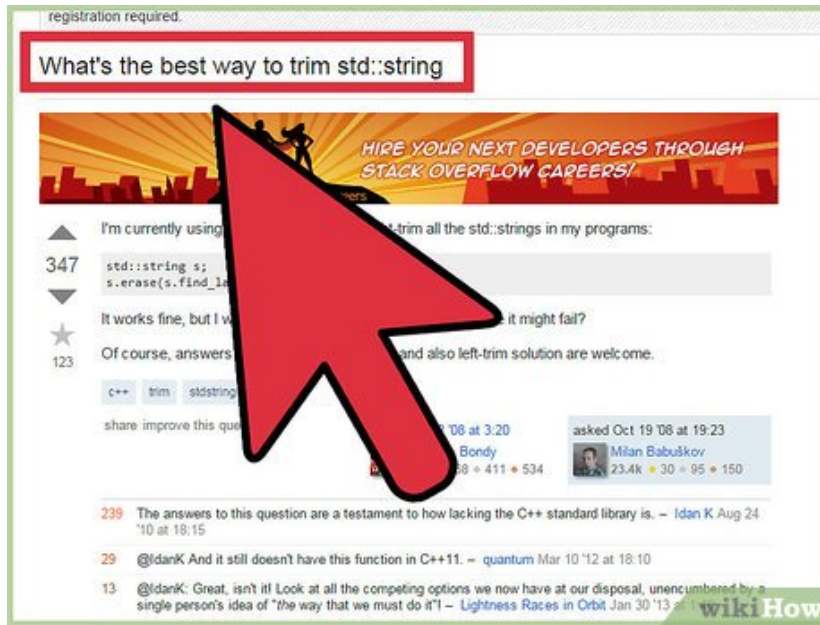 registration required.
What's the best way to trim std::string
HIRE YOUR NEXT DEVELOPERS THROUGH
STACK OVERFLOW CAREERS!
I'm currently using t-trim all the std::strings in my programs:
347
std::string s;
s.erase(s.find_la
It works fine, but I w it might fail?
123
Of course, answers and also left-trim solution are welcome.
c++ trim stdstring
share improve this que '08 at 3:20 asked Oct 19 '08 at 19:23
Bondy Milan Babuškov
411 534 23.4k 30 95 150
239 The answers to this question are a testament to how lacking the C++ standard library is. – Idan K Aug 24
'10 at 18:15
29 @IdanK And it still doesn't have this function in C++11. – quantum Mar 10 '12 at 18:10
13 @IdanK: Great, isn't it! Look at all the competing options we now have at our disposal, unencumbered by a
single person's idea of "the way that we must do it"! – Lightness Races in Orbit Jan 30 '13
wikiHow